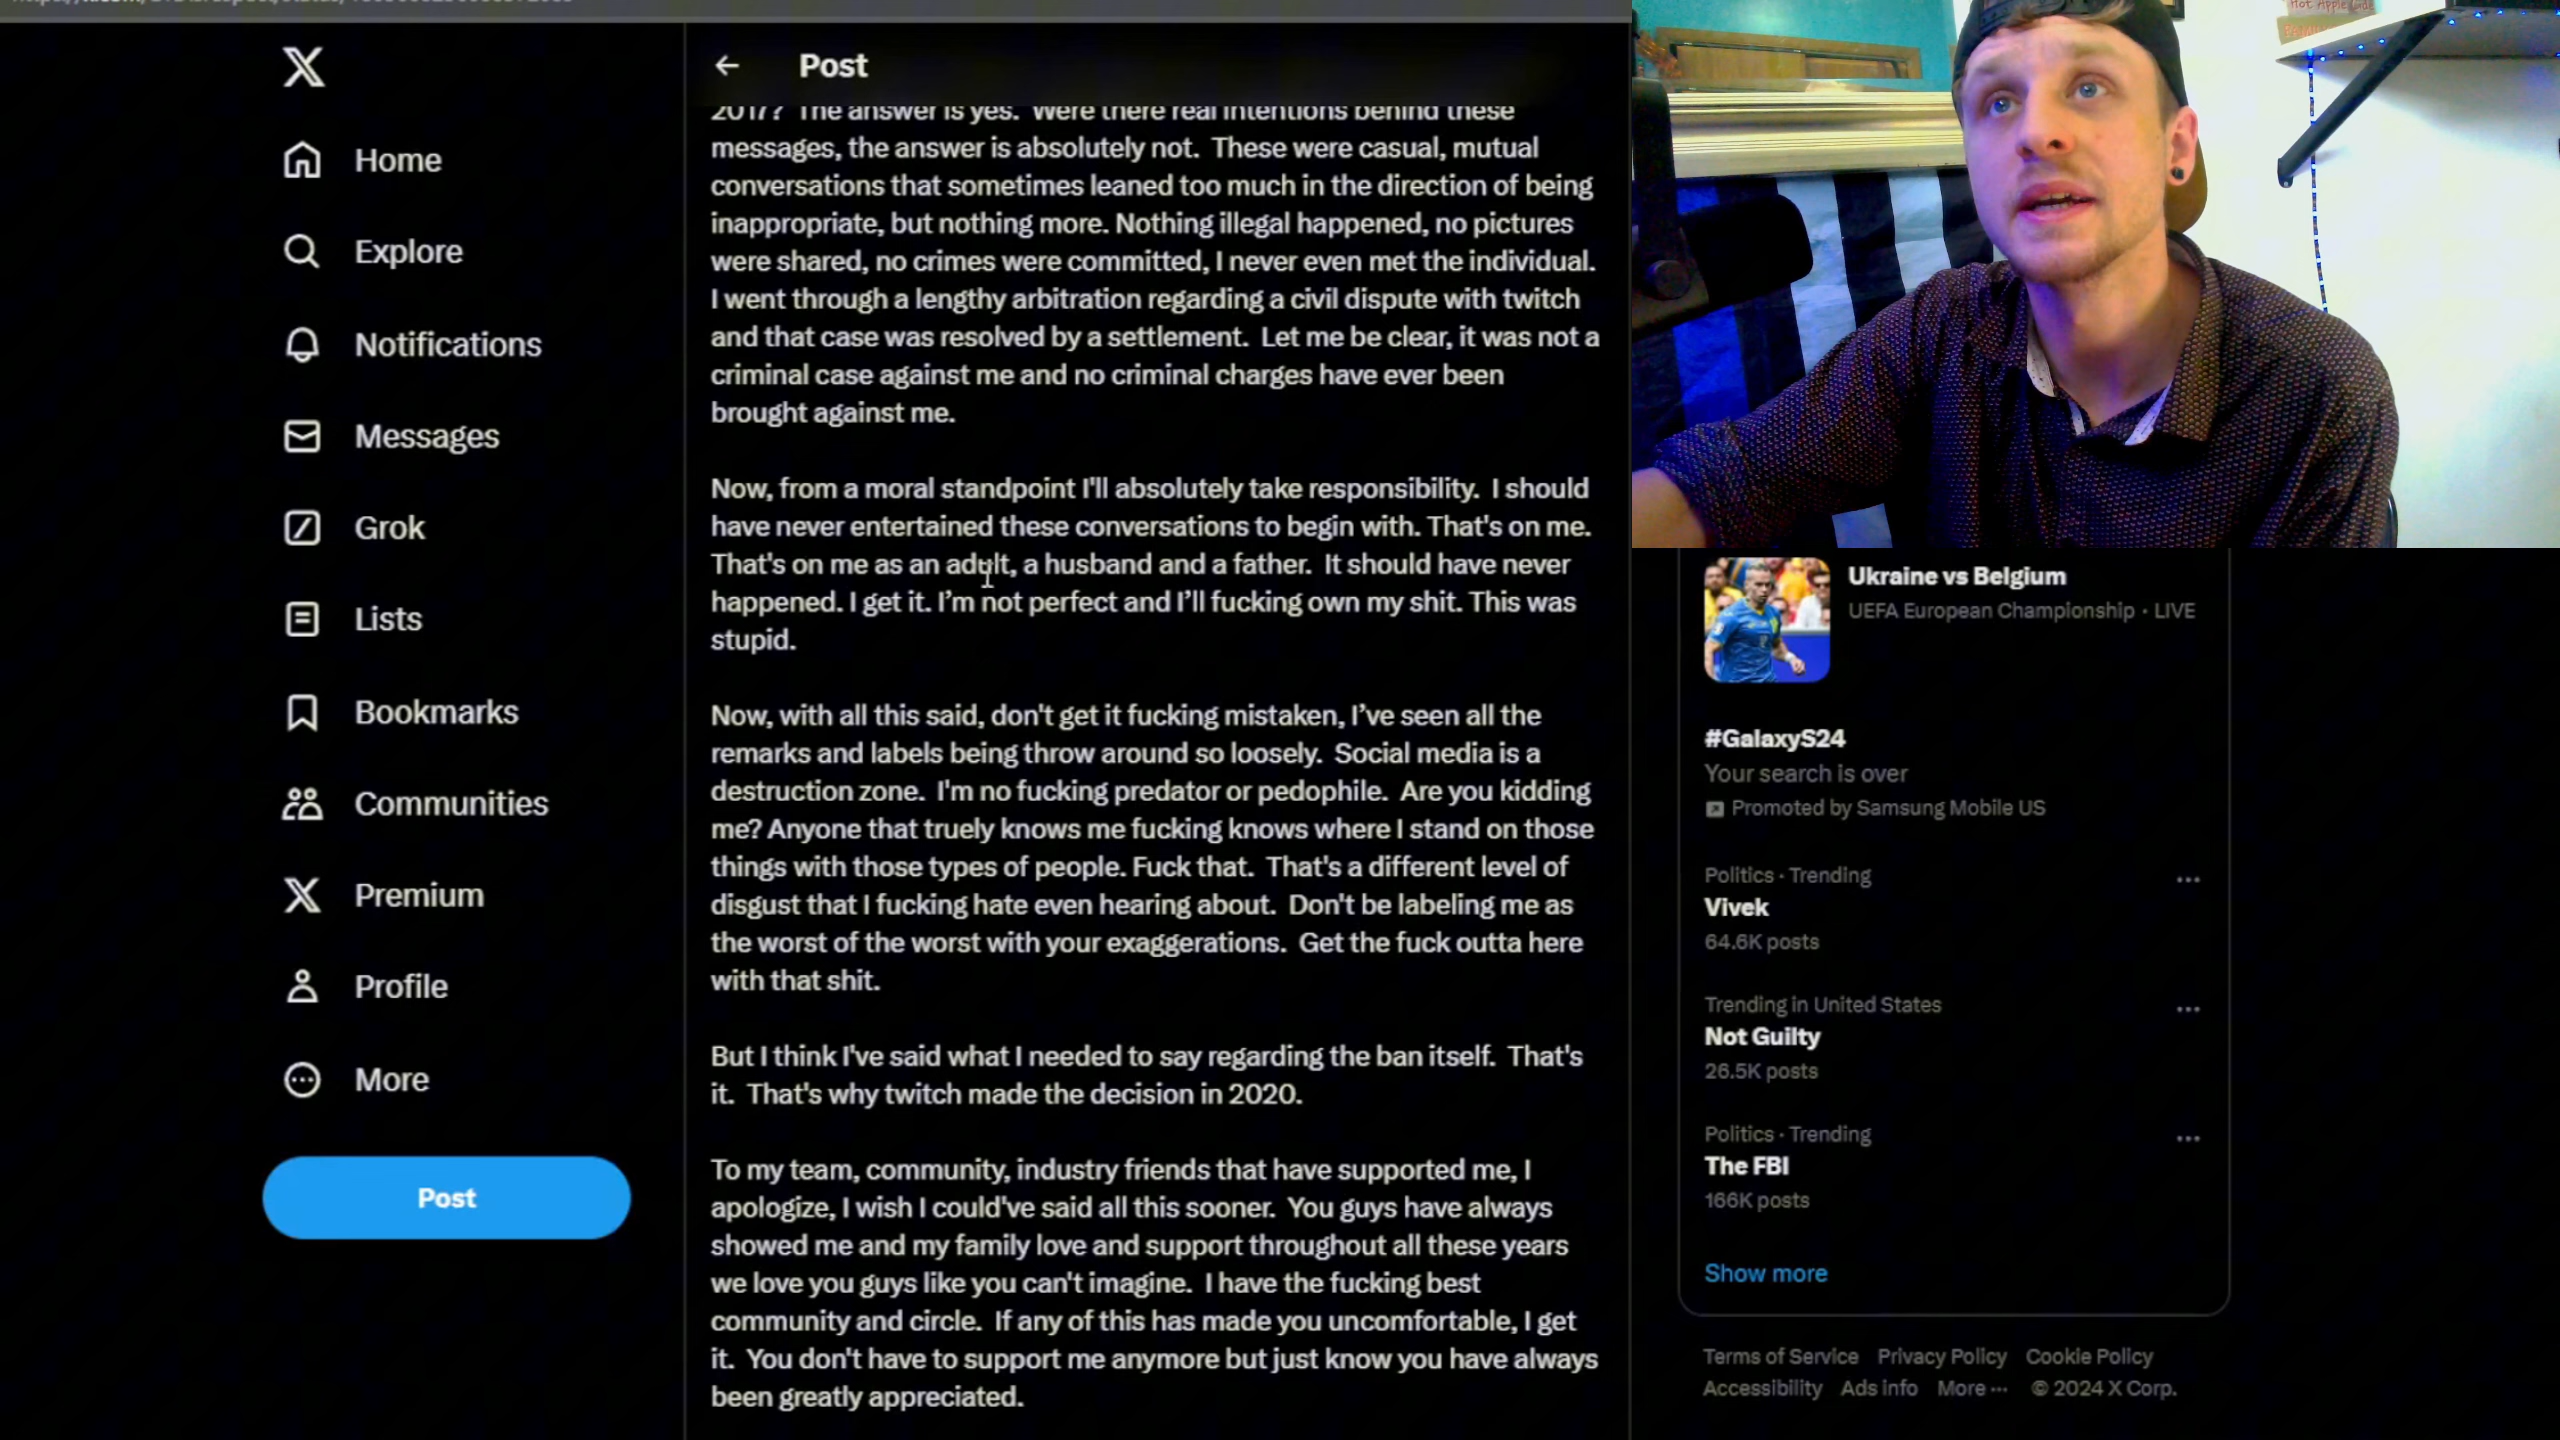 Post
Home
Explore
Notifications
Messages
Grok
Lists
Bookmarks
Communities
Premium
Profile
More
Post
2017?  The answer is yes.  Were there real intentions behind these
messages, the answer is absolutely not.  These were casual, mutual
conversations that sometimes leaned too much in the direction of being
inappropriate, but nothing more. Nothing illegal happened, no pictures
were shared, no crimes were committed, I never even met the individual.
I went through a lengthy arbitration regarding a civil dispute with twitch
and that case was resolved by a settlement.  Let me be clear, it was not a
criminal case against me and no criminal charges have ever been
brought against me.
Now, from a moral standpoint I'll absolutely take responsibility.  I should
have never entertained these conversations to begin with. That's on me.
That's on me as an adult, a husband and a father.  It should have never
happened. I get it. I’m not perfect and I’ll fucking own my shit. This was
stupid.
Now, with all this said, don't get it fucking mistaken, I’ve seen all the
remarks and labels being throw around so loosely.  Social media is a
destruction zone.  I'm no fucking predator or pedophile.  Are you kidding
me? Anyone that truely knows me fucking knows where I stand on those
things with those types of people. Fuck that.  That's a different level of
disgust that I fucking hate even hearing about.  Don't be labeling me as
the worst of the worst with your exaggerations.  Get the fuck outta here
with that shit.
But I think I've said what I needed to say regarding the ban itself.  That's
it.  That's why twitch made the decision in 2020.
To my team, community, industry friends that have supported me, I
apologize, I wish I could've said all this sooner.  You guys have always
showed me and my family love and support throughout all these years
we love you guys like you can't imagine.  I have the fucking best
community and circle.  If any of this has made you uncomfortable, I get
it.  You don't have to support me anymore but just know you have always
been greatly appreciated.
Hot Apple Cide
Ukraine vs Belgium
UEFA European Championship · LIVE
#GalaxyS24
Your search is over
Promoted by Samsung Mobile US
Politics · Trending
Vivek
64.6K posts
Trending in United States
Not Guilty
26.5K posts
Politics · Trending
The FBI
166K posts
Show more
Terms of Service Privacy Policy Cookie Policy
Accessibility Ads info More ··· © 2024 X Corp.